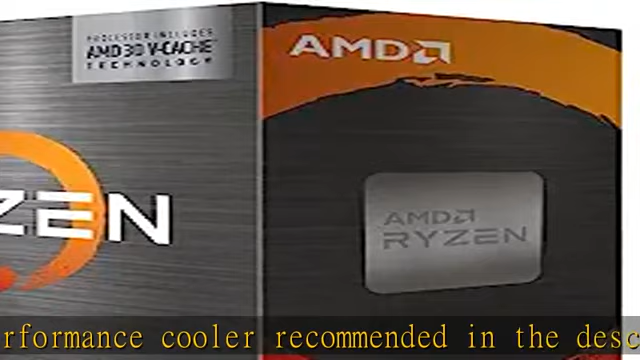 PROCESSOR INCLUDES
AMD 3D V-CACHE
TECHNOLOGY
AMD
ZEN
AMD
RYZEN
rformance cooler recommended in the desc